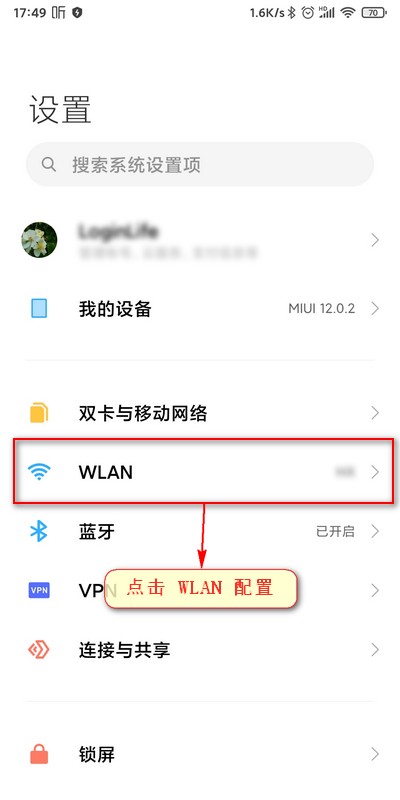 17:49 听 1.6K/s HD 70
设置
搜索系统设置项
LoginLife
我的设备 MIUI 12.0.2
双卡与移动网络
WLAN
蓝牙 已开启
VPN VPN
点击 WLAN 配置
连接与共享
锁屏